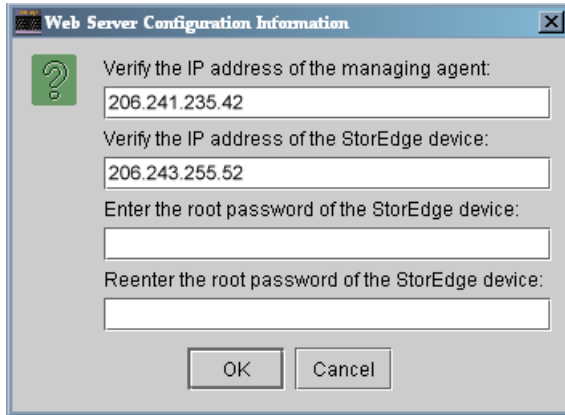 Web Server Configuration Information
Verify the IP address of the managing agent:
206.241.235.42
Verify the IP address of the StorEdge device:
206.243.255.52
Enter the root password of the StorEdge device:
Reenter the root password of the StorEdge device:
OK Cancel